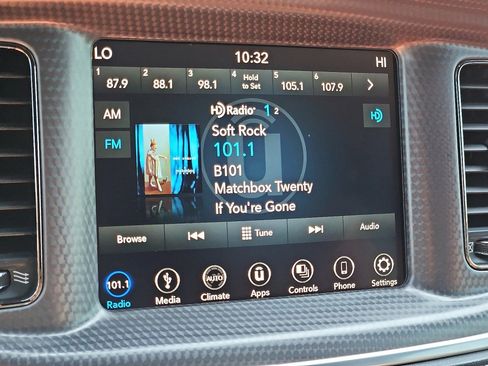 LO 10:32 HI
1 87.9 2 88.1 3 98.1 4 Hold to Set 5 105.1 6 107.9
AM HD Radio 1 2 HD
Soft Rock
FM 101.1
B101
Matchbox Twenty
If You're Gone
Browse Tune Audio
101.1 AUTO
Radio Media Climate Apps Controls Phone Settings